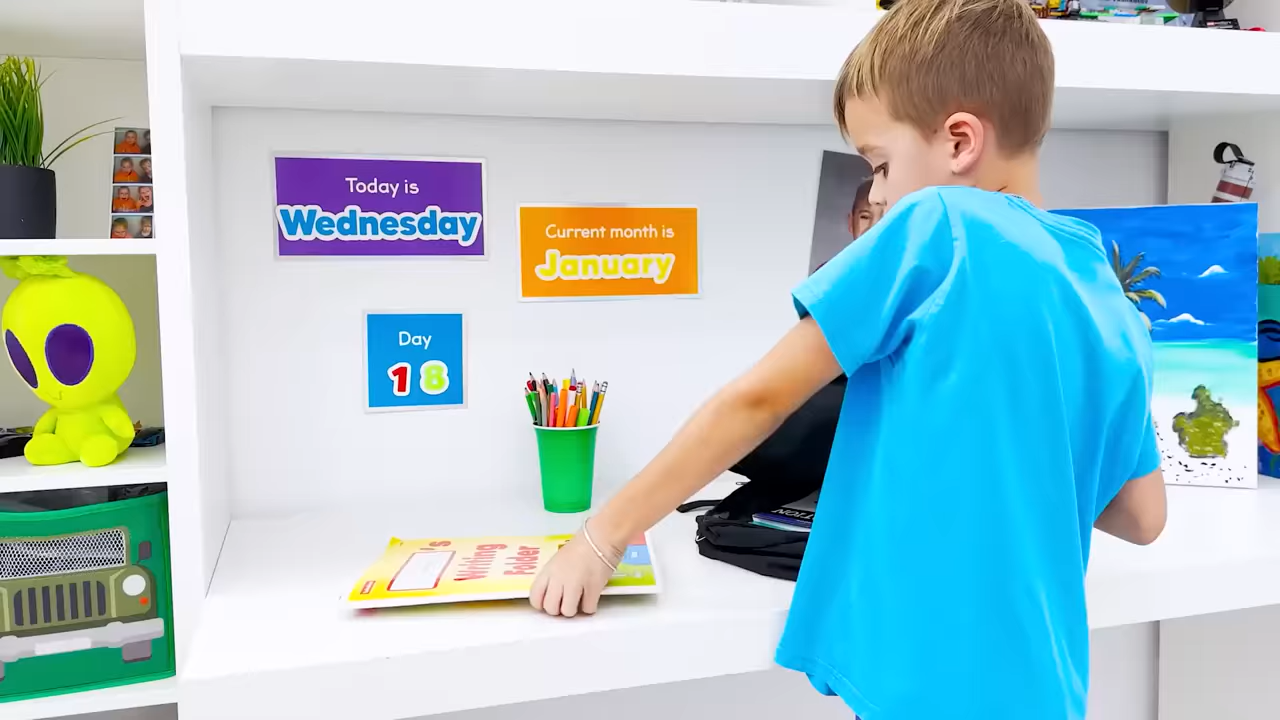 Today is
Wednesday
Current month is
January
Day
18
's
Writing
Folder